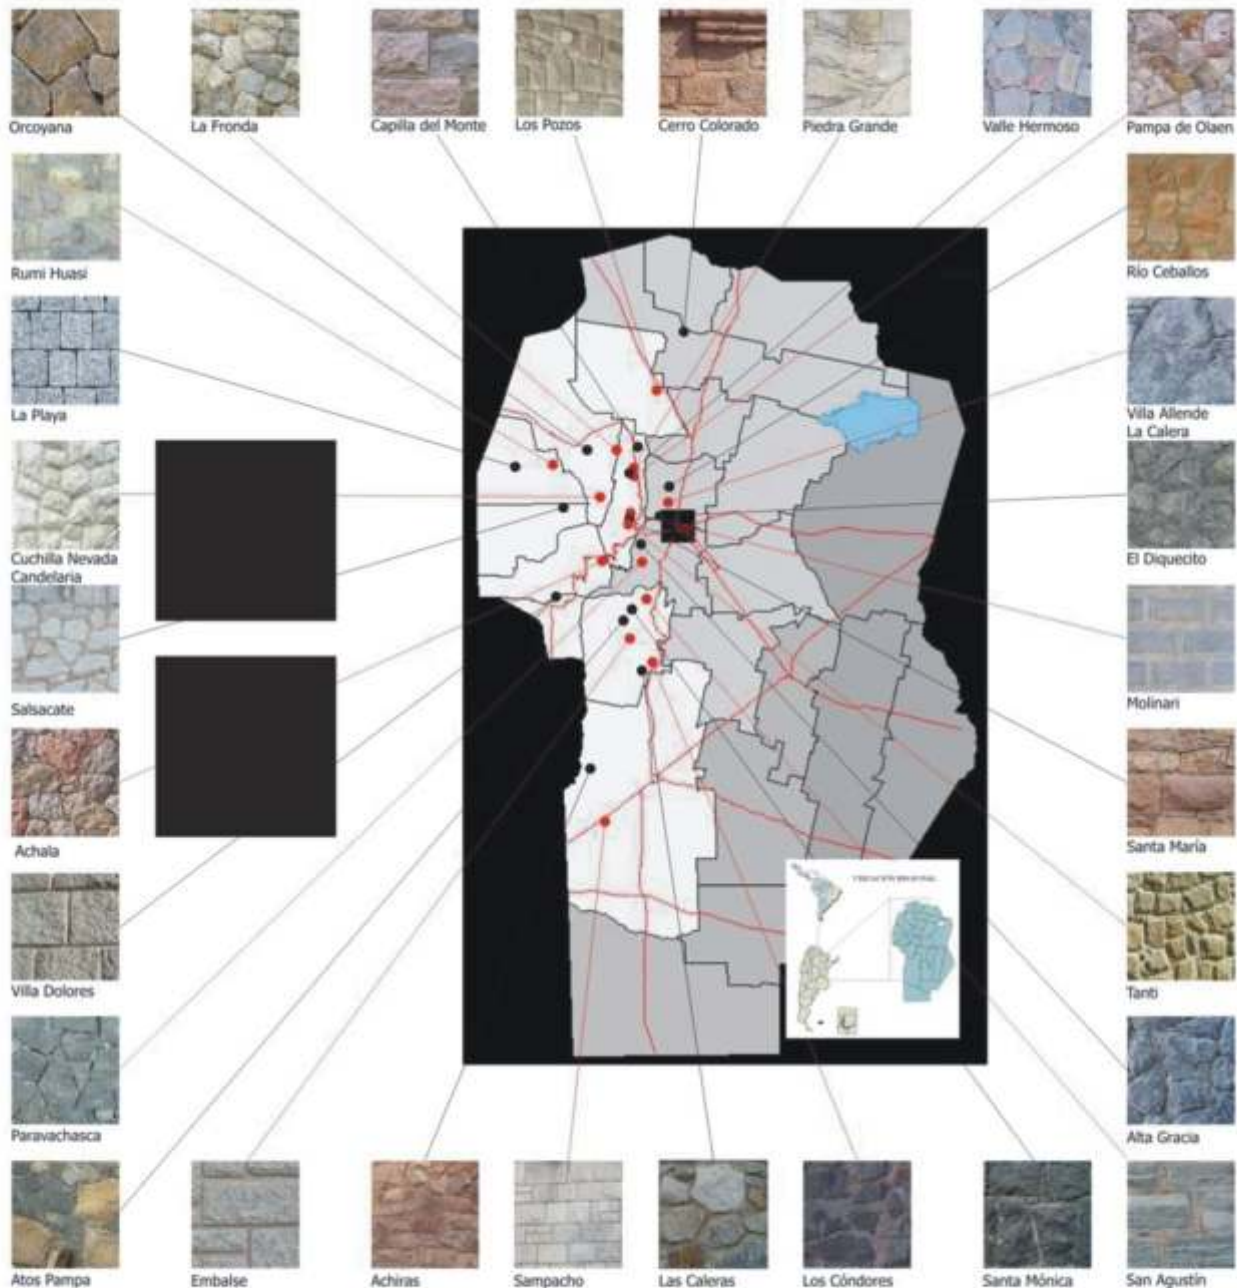 Orcoyana
La Fronda
Capilla del Monte
Los Pozos
Cerro Colorado
Piedra Grande
Valle Hermoso
Pampa de Olaen
Rumi Huasi
Río Ceballos
La Playa
Villa Allende
La Calera
Cuchilla Nevada
Candelaria
El Diquecito
Salsacate
Molinari
Achala
Santa María
Villa Dolores
Tanti
Paravachasca
Alta Gracia
Atos Pampa
Embalse
Achiras
Sampacho
Las Caleras
Los Cóndores
Santa Mónica
San Agustín